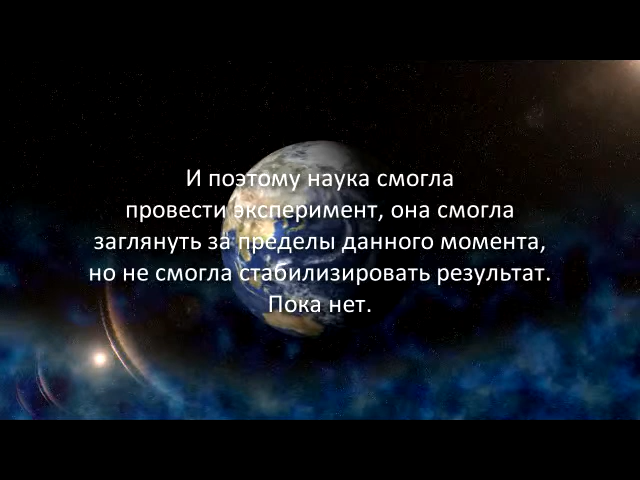 И поэтому наука смогла
провести эксперимент, она смогла
заглянуть за пределы данного момента,
но не смогла стабилизировать результат.
Пока нет.